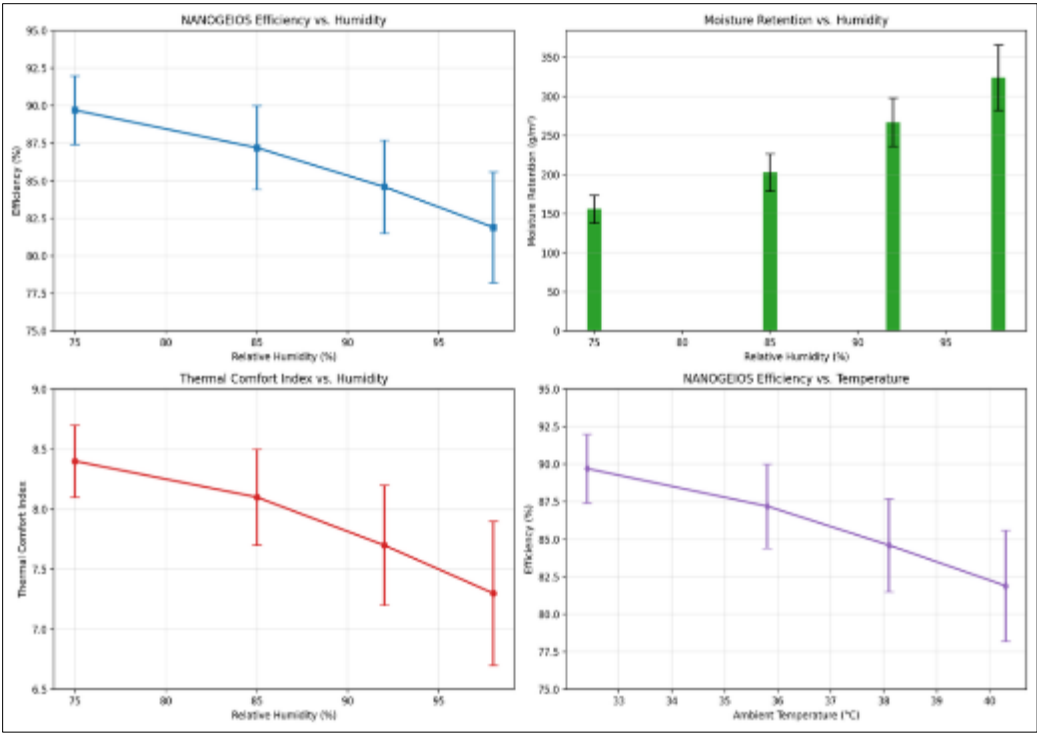 NANOGEIOS Efficiency vs. Humidity
95.0
92.5
90.0
87.5
85.0
82.5
80.0
77.5
75.0
Efficiency (%)
75 80 85 90 95
Relative Humidity (%)
Moisture Retention vs. Humidity
350
300
250
200
150
100
50
0
Moisture Retention (g/m²)
75 80 85 90 95
Relative Humidity (%)
Thermal Comfort Index vs. Humidity
9.0
8.5
8.0
7.5
7.0
6.5
Thermal Comfort Index
75 80 85 90 95
Relative Humidity (%)
NANOGEIOS Efficiency vs. Temperature
95.0
92.5
90.0
87.5
85.0
82.5
80.0
77.5
75.0
Efficiency (%)
33 34 35 36 37 38 39 40
Ambient Temperature (°C)